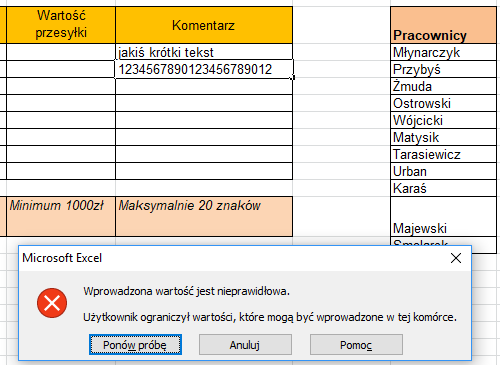 Wartość
przesyłki
Komentarz
Pracownicy
jakiś krótki tekst
Młynarczyk
1234567890123456789012
Przybyś
Żmuda
Ostrowski
Wójcicki
Matysik
Tarasiewicz
Urban
Karaś
Minimum 1000zł
Maksymalnie 20 znaków
Majewski
Smolarek
Microsoft Excel
Wprowadzona wartość jest nieprawidłowa.
Użytkownik ograniczył wartości, które mogą być wprowadzone w tej komórce.
Ponów próbę
Anuluj
Pomoc